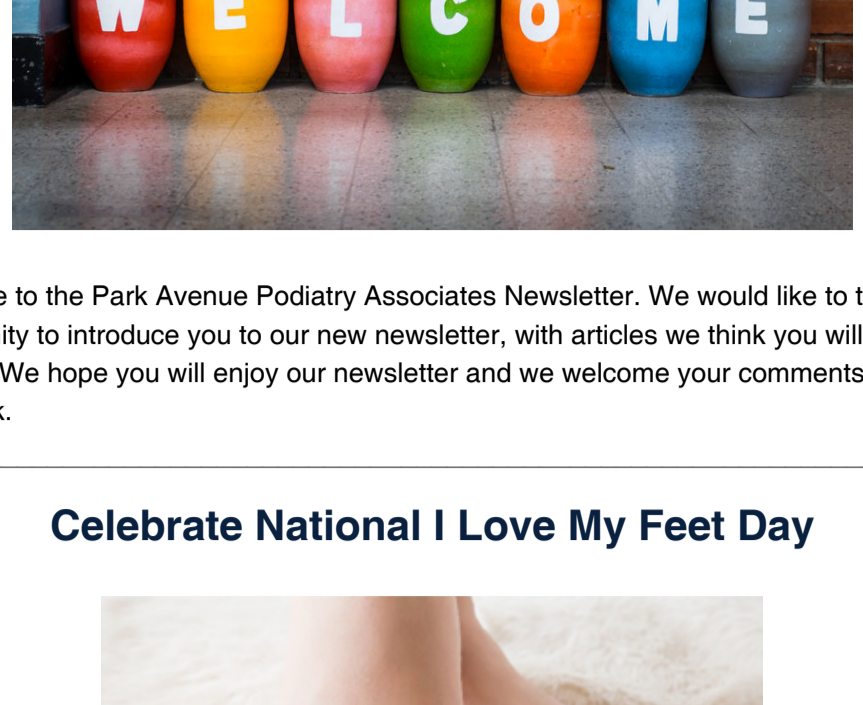 WELCOME
e to the Park Avenue Podiatry Associates Newsletter. We would like to t
ity to introduce you to our new newsletter, with articles we think you will
We hope you will enjoy our newsletter and we welcome your comments
k.
Celebrate National I Love My Feet Day